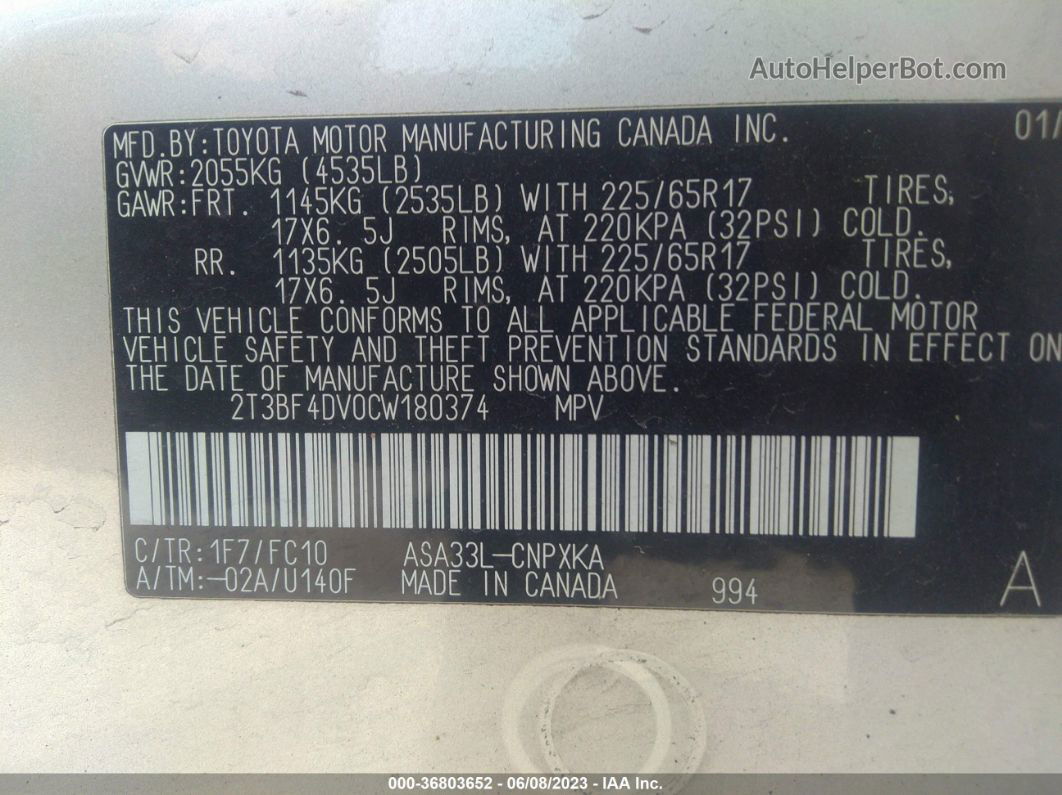 AutoHelperBot.com
MFD.BY:TOYOTA MOTOR MANUFACTURING CANADA INC. 01/
GVWR:2055KG (4535LB)
GAWR:FRT. 1145KG (2535LB) WITH 225/65R17 TIRES,
17X6. 5J RIMS, AT 220KPA (32PSI) COLD.
RR. 1135KG (2505LB) WITH 225/65R17 TIRES,
17X6. 5J RIMS, AT 220KPA (32PSI) COLD.
THIS VEHICLE CONFORMS TO ALL APPLICABLE FEDERAL MOTOR
VEHICLE SAFETY AND THEFT PREVENTION STANDARDS IN EFFECT ON
THE DATE OF MANUFACTURE SHOWN ABOVE.
2T3BF4DV0CW180374 MPV
C/TR:1F7/FC10 ASA33L-CNPXKA
A/TM:-02A/U140F MADE IN CANADA 994 A
000-36803652 - 06/08/2023 - IAA Inc.